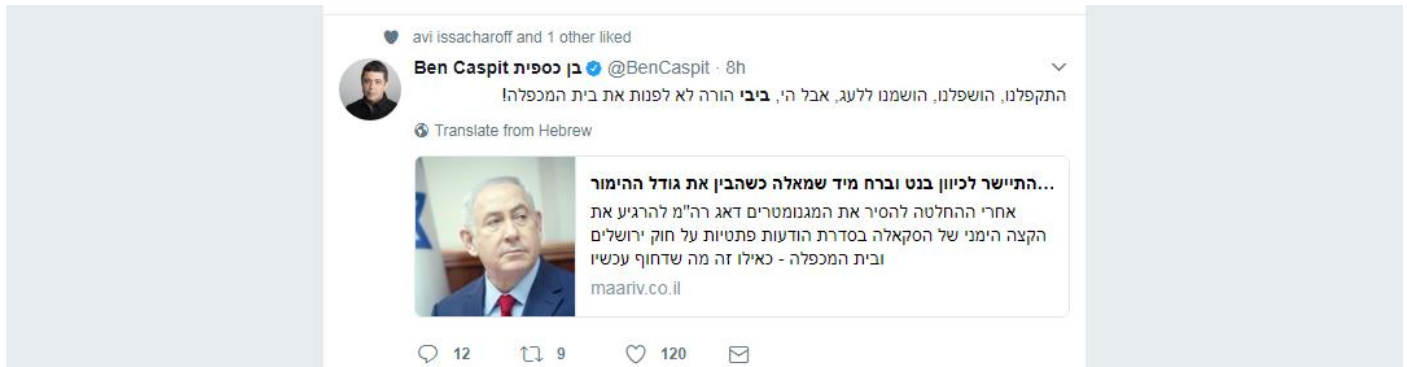 avi issacharoff and 1 other liked
Ben Caspit בן כספית @BenCaspit · 8h
התקפלנו, הושפלנו, הושמנו ללעג, אבל הי, ביבי הורה לא לפנות את בית המכפלה!
Translate from Hebrew
התיישר לכיוון בנט וברח מיד שמאלה כשהבין את גודל ההימור...
אחרי ההחלטה להסיר את המגנומטרים דאג רה"מ להרגיע את
הקצה הימני של הסקאלה בסדרת הודעות פתטיות על חוק ירושלים
ובית המכפלה - כאילו זה מה שדחוף עכשיו
maariv.co.il
12 9 120